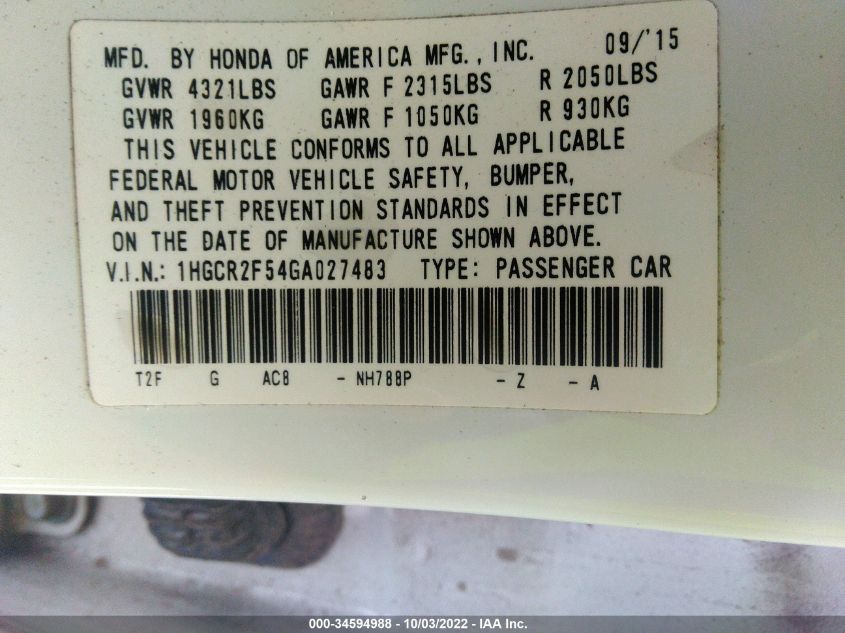 MFD. BY HONDA OF AMERICA MFG., INC. 09/'15
GVWR 4321LBS GAWR F 2315LBS R 2050LBS
GVWR 1960KG GAWR F 1050KG R 930KG
THIS VEHICLE CONFORMS TO ALL APPLICABLE
FEDERAL MOTOR VEHICLE SAFETY, BUMPER,
AND THEFT PREVENTION STANDARDS IN EFFECT
ON THE DATE OF MANUFACTURE SHOWN ABOVE.
V.I.N.: 1HGCR2F54GA027483 TYPE: PASSENGER CAR
T2F G AC8 - NH788P - Z - A
000-34594988 - 10/03/2022 - IAA Inc.